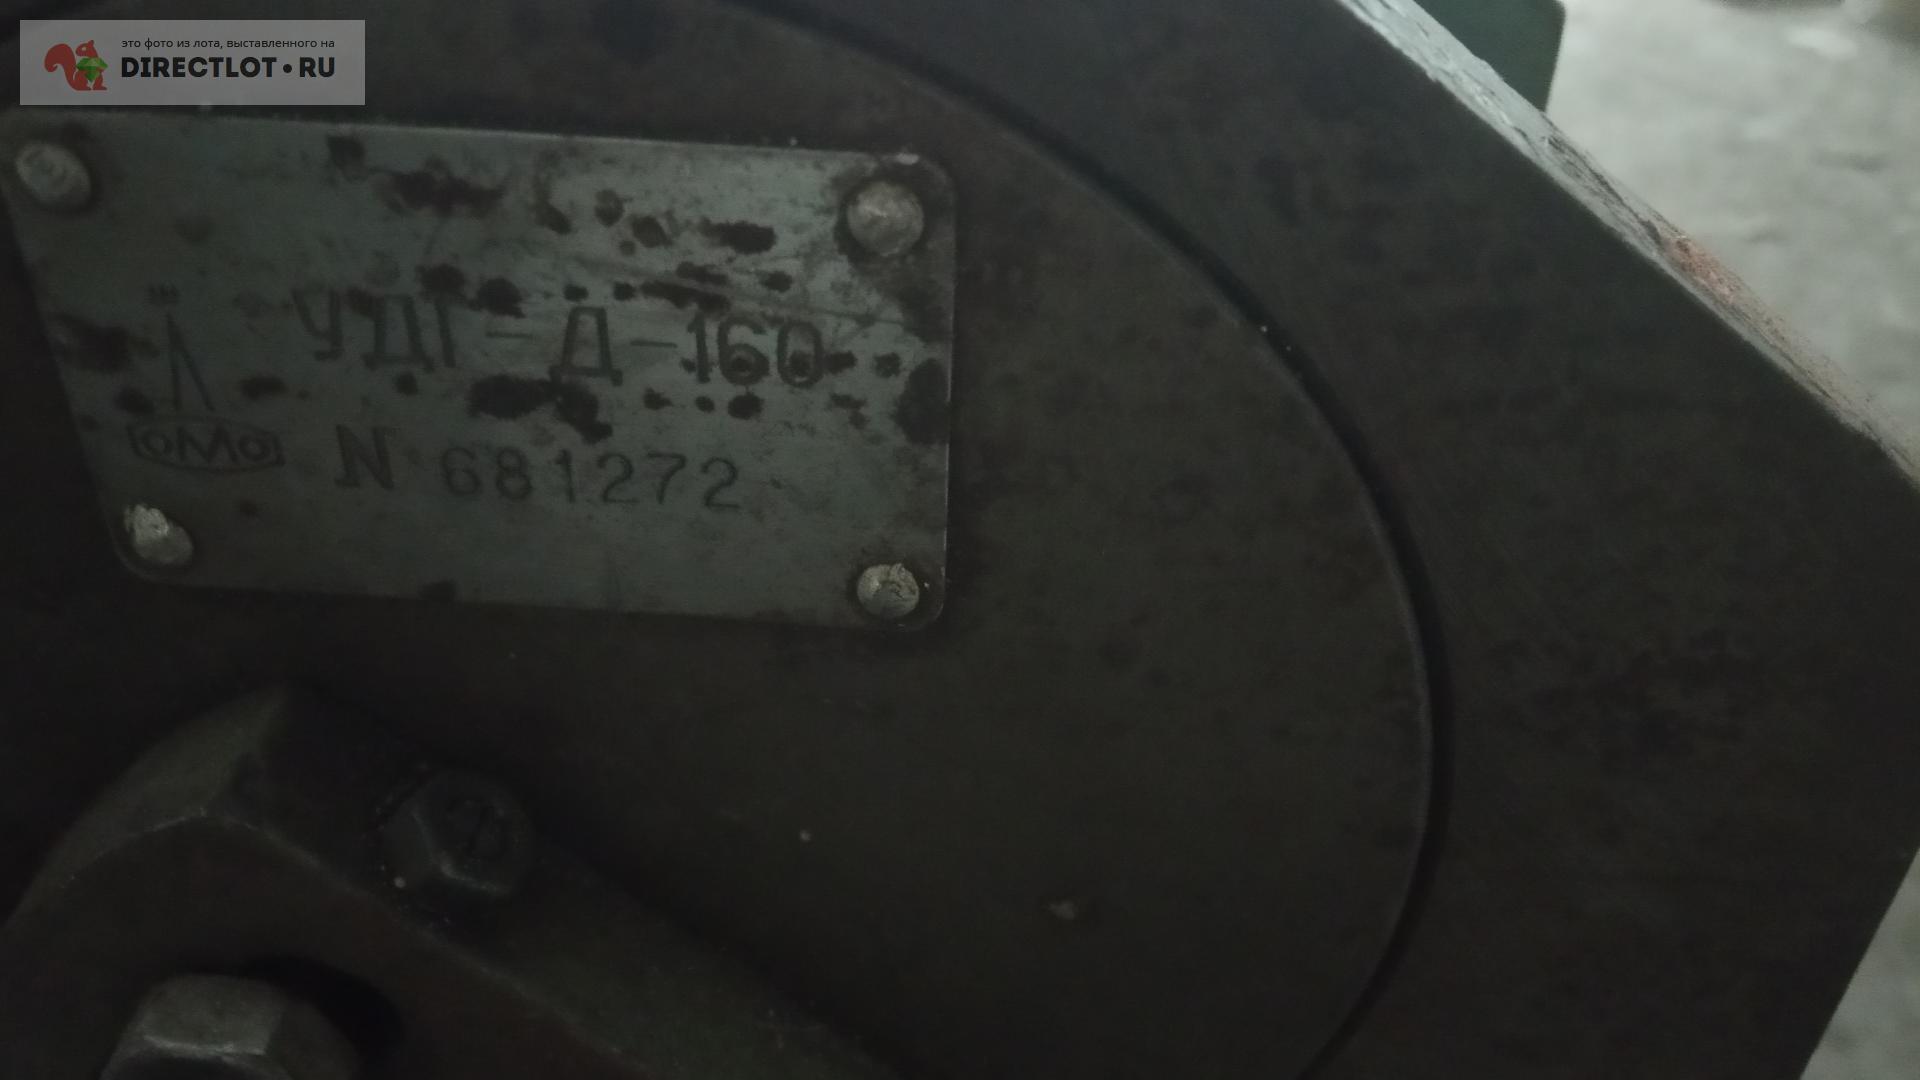 это фото из лота, выставленного на
DIRECTLOT•RU
УДГ-Д-160
ЛОМО
N 681272